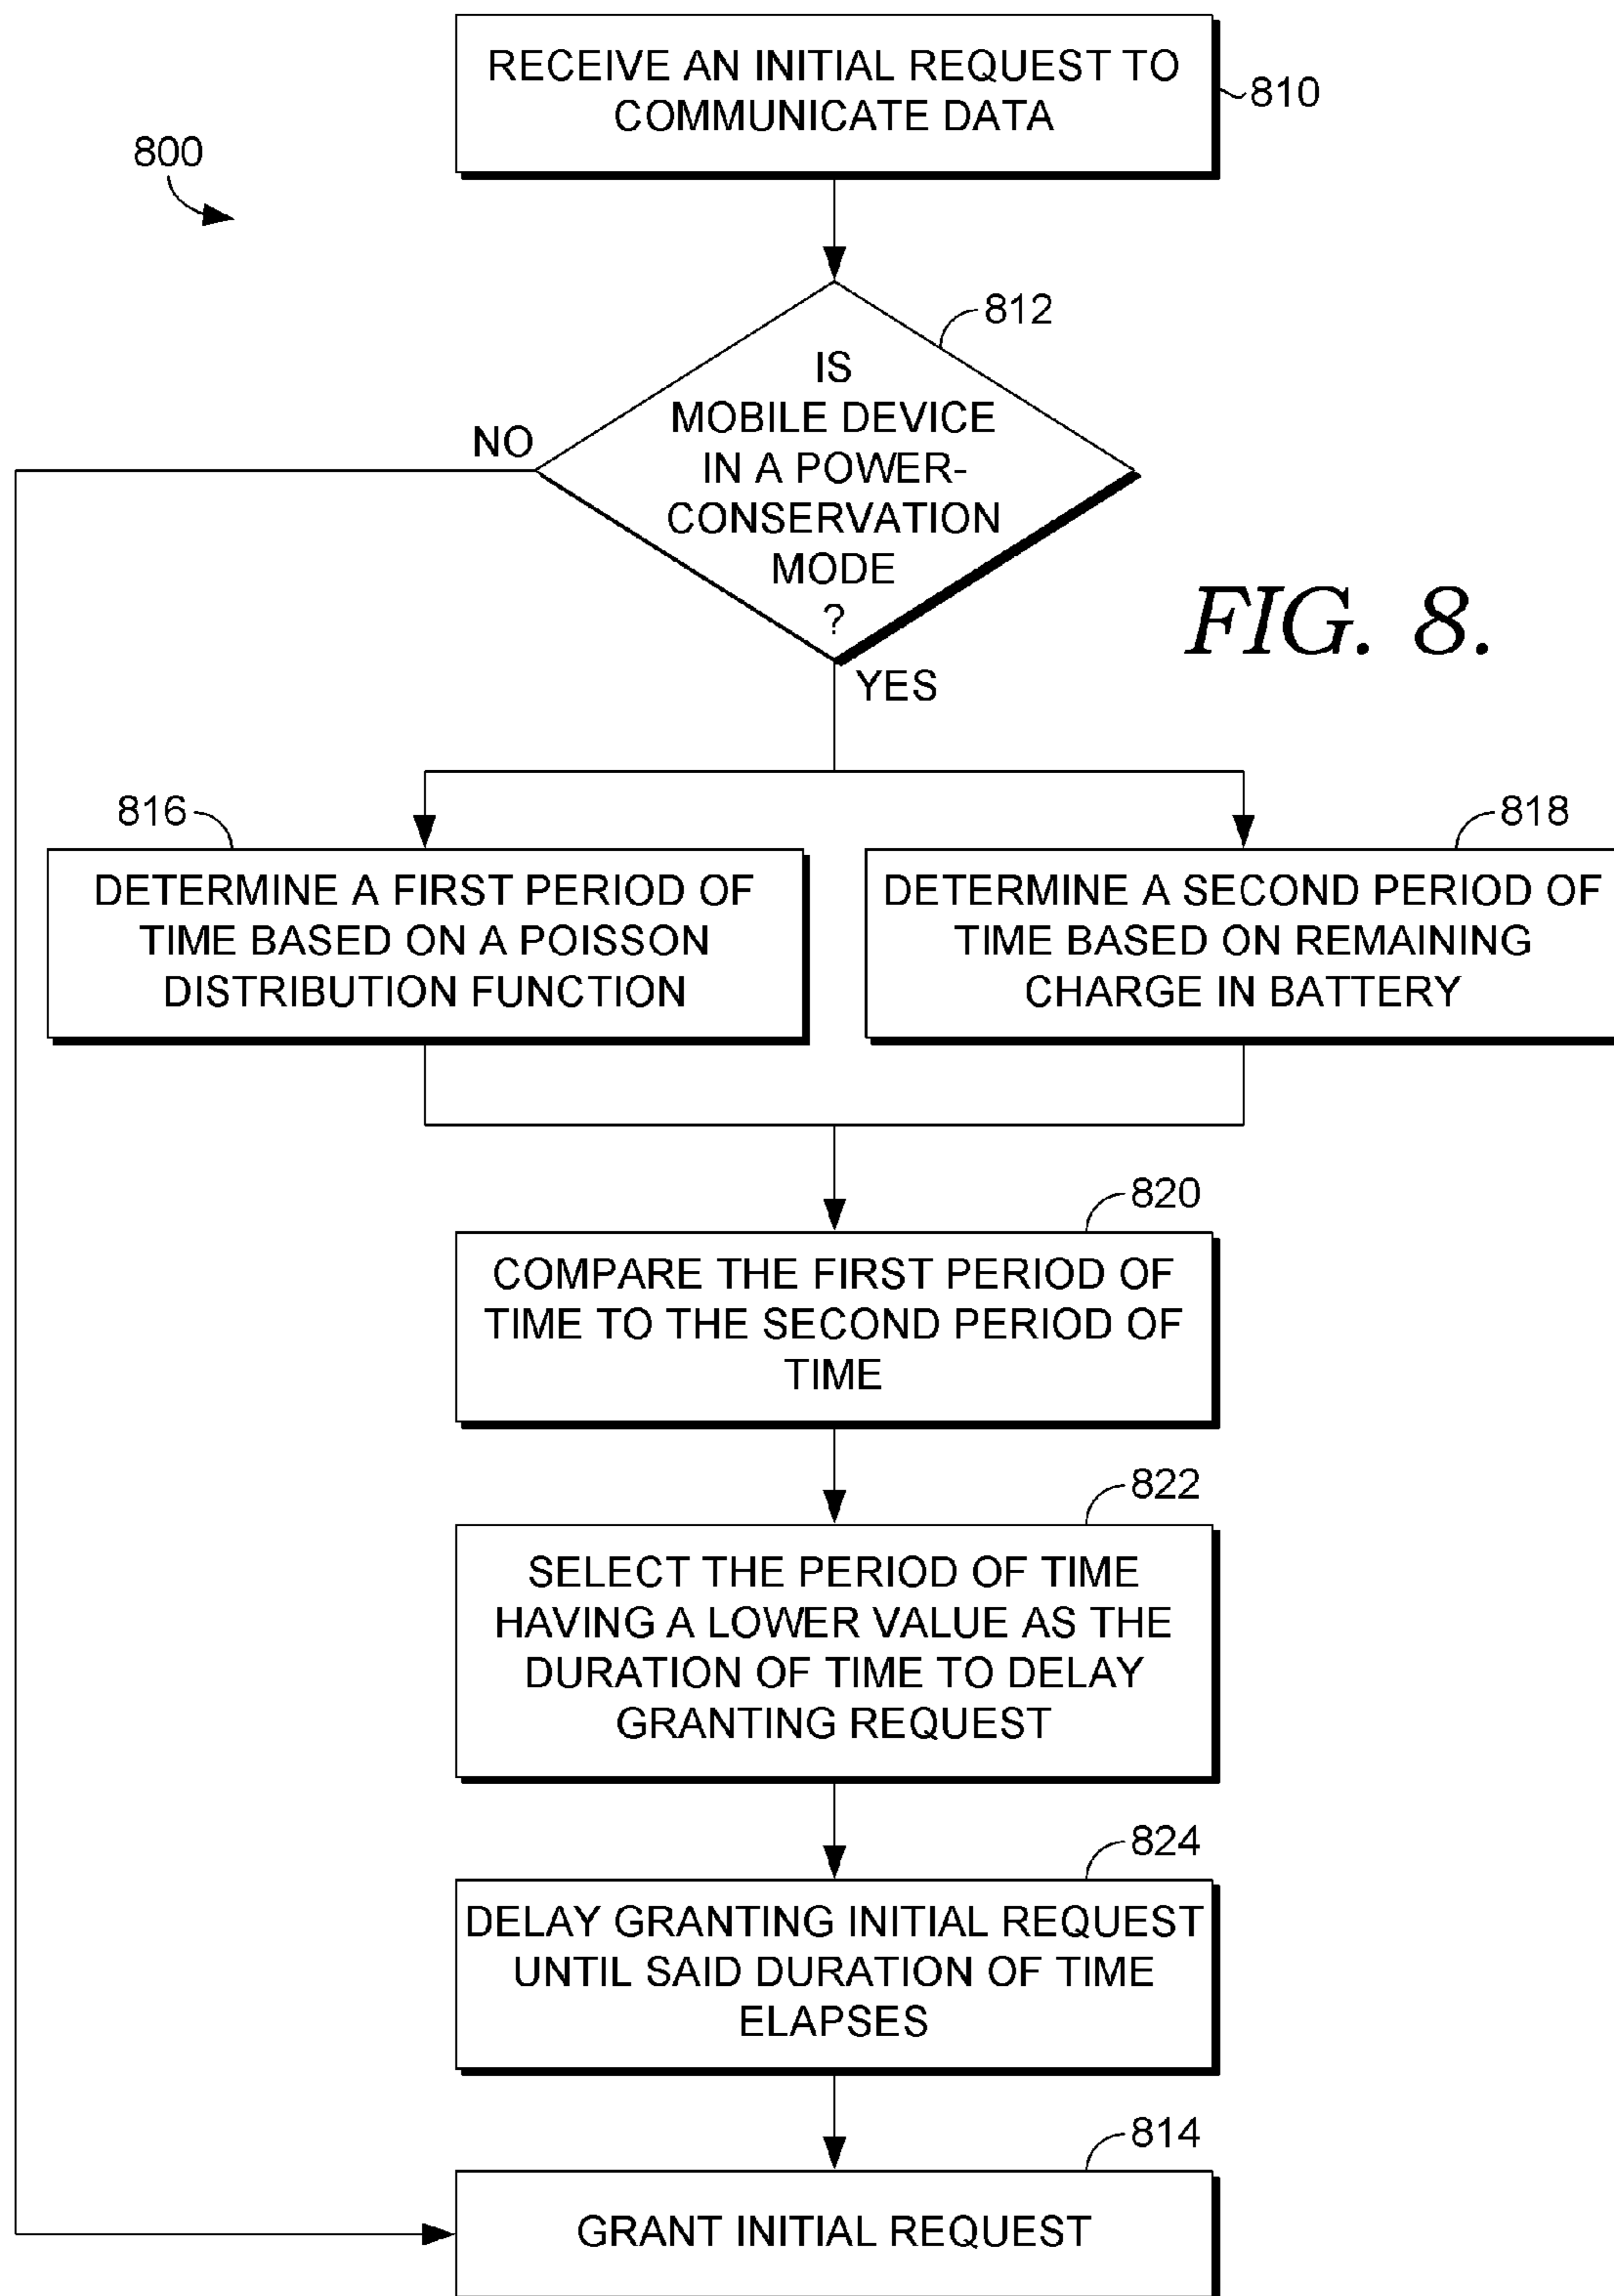 RECEIVE AN INITIAL REQUEST TO
COMMUNICATE DATA
810
800
812
IS
MOBILE DEVICE
IN A POWER-
CONSERVATION
MODE
?
NO
YES
FIG. 8.
816
DETERMINE A FIRST PERIOD OF
TIME BASED ON A POISSON
DISTRIBUTION FUNCTION
818
DETERMINE A SECOND PERIOD OF
TIME BASED ON REMAINING
CHARGE IN BATTERY
820
COMPARE THE FIRST PERIOD OF
TIME TO THE SECOND PERIOD OF
TIME
822
SELECT THE PERIOD OF TIME
HAVING A LOWER VALUE AS THE
DURATION OF TIME TO DELAY
GRANTING REQUEST
824
DELAY GRANTING INITIAL REQUEST
UNTIL SAID DURATION OF TIME
ELAPSES
814
GRANT INITIAL REQUEST